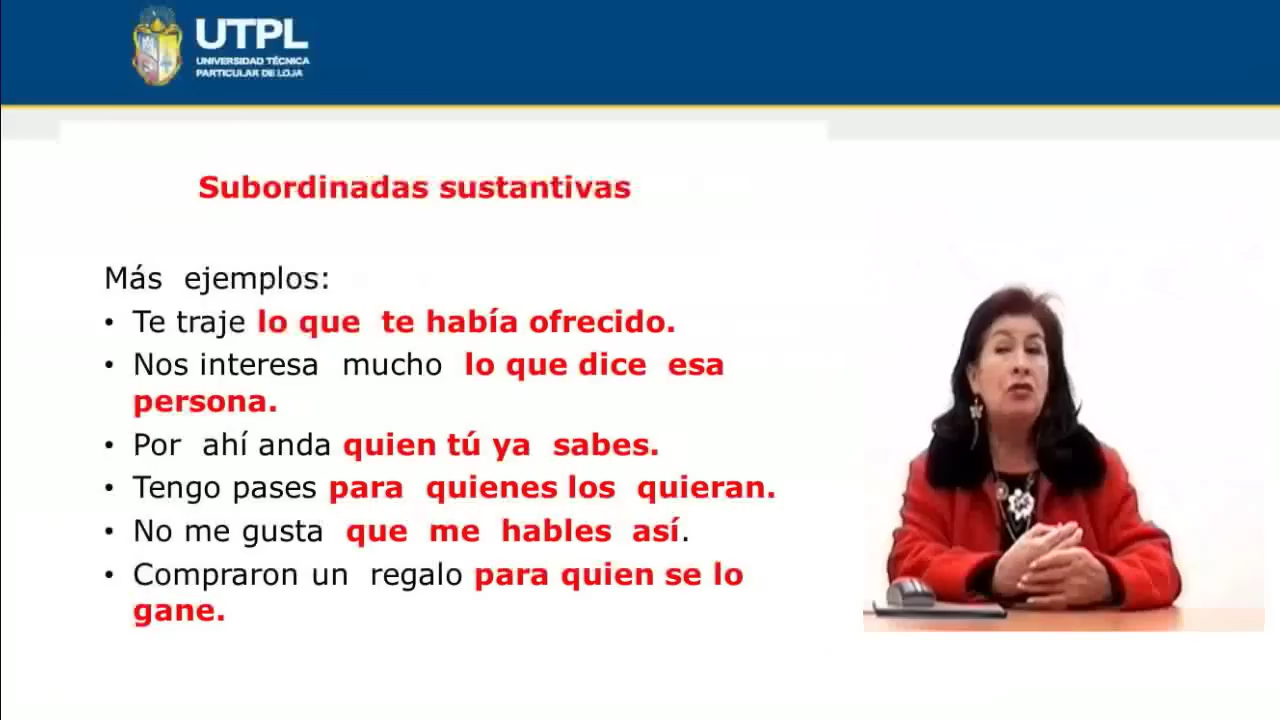 UTPL
UNIVERSIDAD TÉCNICA
PARTICULAR DE LOJA
Subordinadas sustantivas
Más ejemplos:
• Te traje lo que te había ofrecido.
• Nos interesa mucho lo que dice esa
persona.
• Por ahí anda quien tú ya sabes.
• Tengo pases para quienes los quieran.
• No me gusta que me hables así.
• Compraron un regalo para quien se lo
gane.